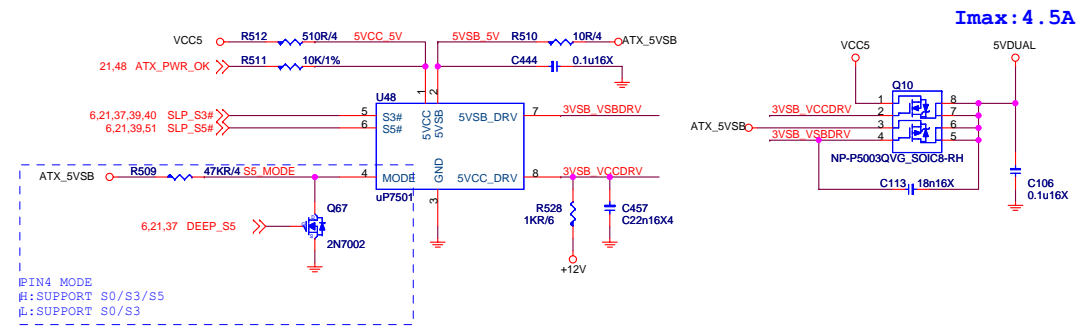 Imax:4.5A
VCC5 R512 510R/4 5VCC_5V 5VSB_5V R510 10R/4 ATX_5VSB
VCC5 5VDUAL
21,48 ATX_PWR_OK R511 10K/1% C444 0.1u16X
U48 Q10
1 2
6,21,37,39,40 SLP_S3# 5 S3# 5VCC 5VSB 5VSB_DRV 7 3VSB_VSBDRV
6,21,39,51 SLP_S5# 6 S5#
1 8
3VSB_VCCDRV 2 7
ATX_5VSB 3 6
3VSB_VSBDRV 4 5
NP-P5003QVG_SOIC8-RH
ATX_5VSB R509 47KR/4 S5_MODE 4 MODE GND 5VCC_DRV 8 3VSB_VCCDRV
uP7501 3
C113 18n16X
C106
0.1u16X
R528
1KR/6
C457
C22n16X4
Q67
6,21,37 DEEP_S5
2N7002
+12V
PIN4 MODE
H:SUPPORT S0/S3/S5
L:SUPPORT S0/S3